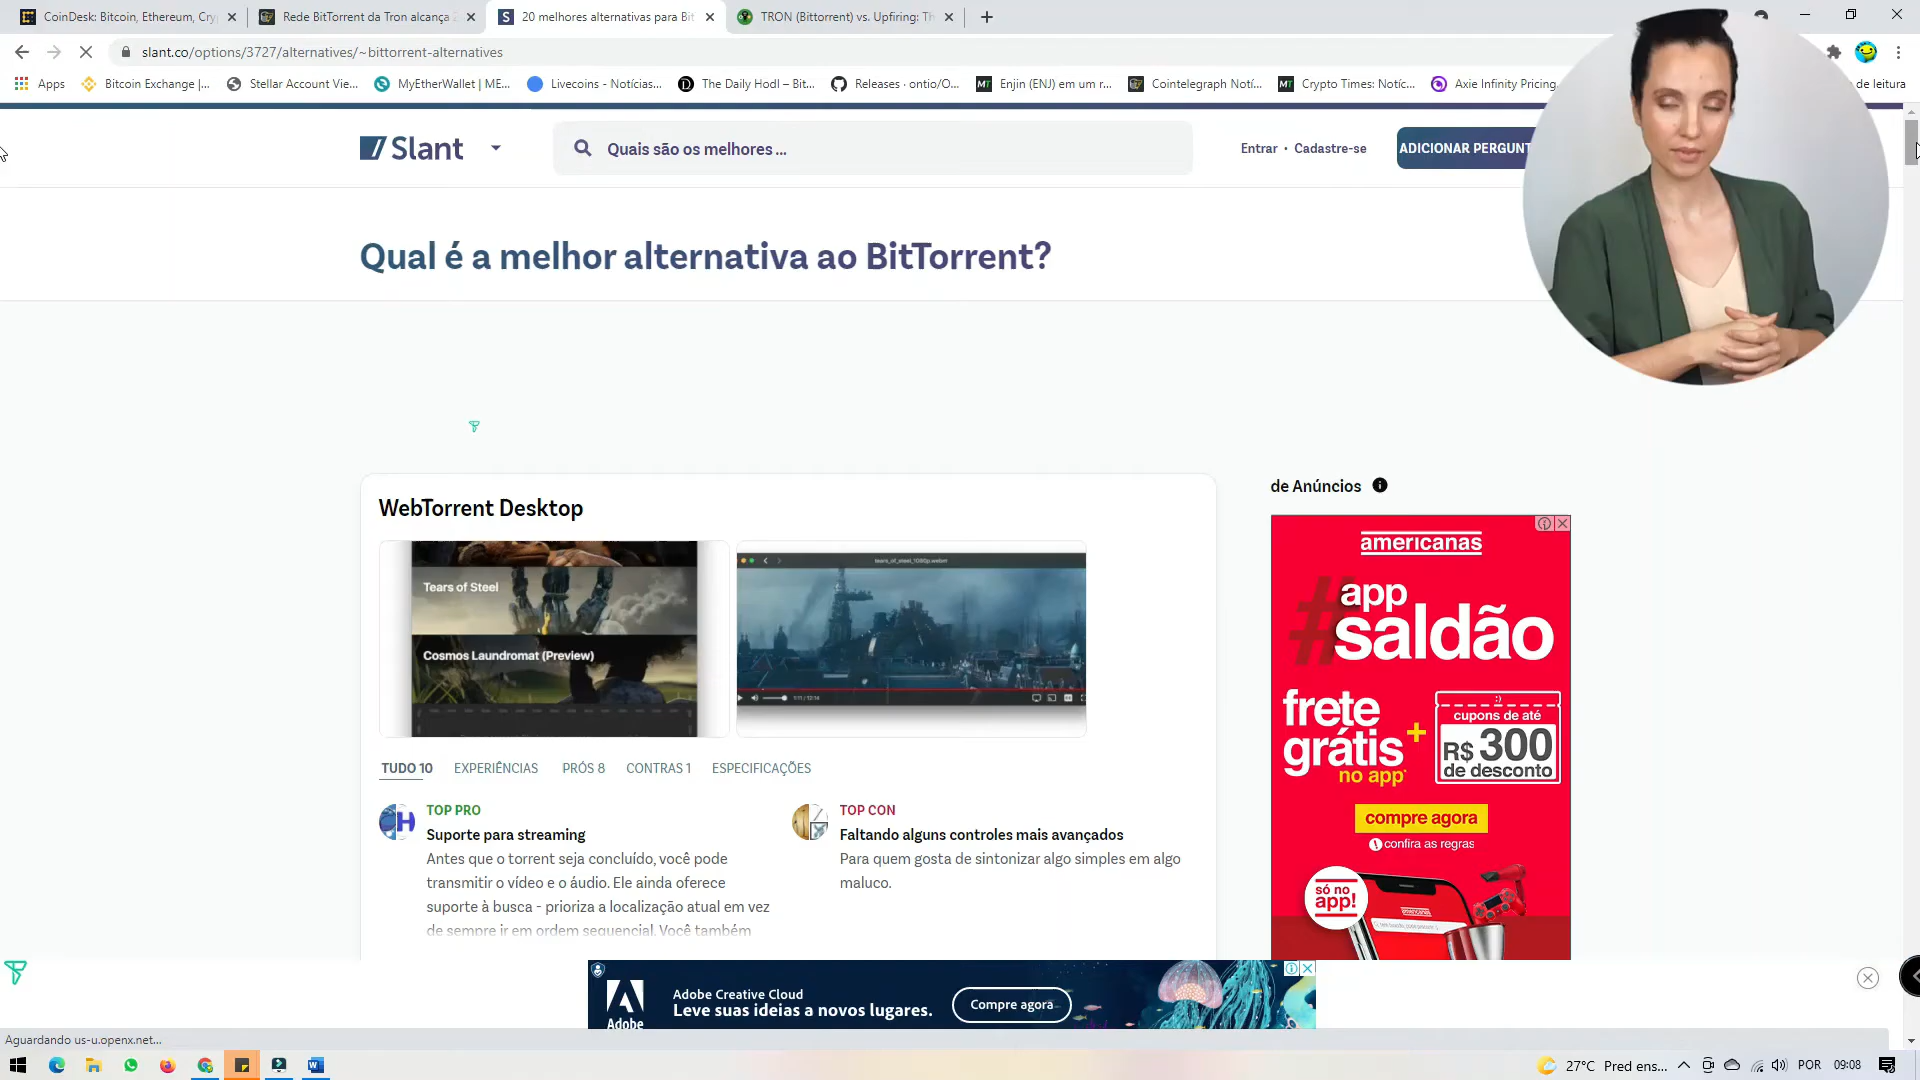 CoinDesk: Bitcoin, Ethereum, Cry
Rede BitTorrent da Tron alcança 2
20 melhores alternativas para Bit
TRON (Bittorrent) vs. Upfiring: Th
slant.co/options/3727/alternatives/~bittorrent-alternatives
Apps
Bitcoin Exchange |...
Stellar Account Vie...
MyEtherWallet | ME...
Livecoins - Notícias...
The Daily Hodl – Bit...
Releases · ontio/O...
Enjin (ENJ) em um r...
Cointelegraph Notí...
Crypto Times: Notíc...
Axie Infinity Pricing
de leitura
Slant
Quais são os melhores ...
Entrar • Cadastre-se
ADICIONAR PERGUNT
Qual é a melhor alternativa ao BitTorrent?
WebTorrent Desktop
Tears of Steel
Cosmos Laundromat (Preview)
tears_of_steel_1080p.webm
TUDO 10
EXPERIÊNCIAS
PRÓS 8
CONTRAS 1
ESPECIFICAÇÕES
TOP PRO
Suporte para streaming
Antes que o torrent seja concluído, você pode
transmitir o vídeo e o áudio. Ele ainda oferece
suporte à busca - prioriza a localização atual em vez
de sempre ir em ordem sequencial. Você também
TOP CON
Faltando alguns controles mais avançados
Para quem gosta de sintonizar algo simples em algo
maluco.
de Anúncios
americanas
#app
saldão
frete
grátis
no app*
+
cupons de até
R$ 300
de desconto
compre agora
confira as regras
só no
app!
Adobe
Adobe Creative Cloud
Leve suas ideias a novos lugares.
Compre agora
Aguardando us-u.openx.net...
27°C Pred ens...
POR
09:08